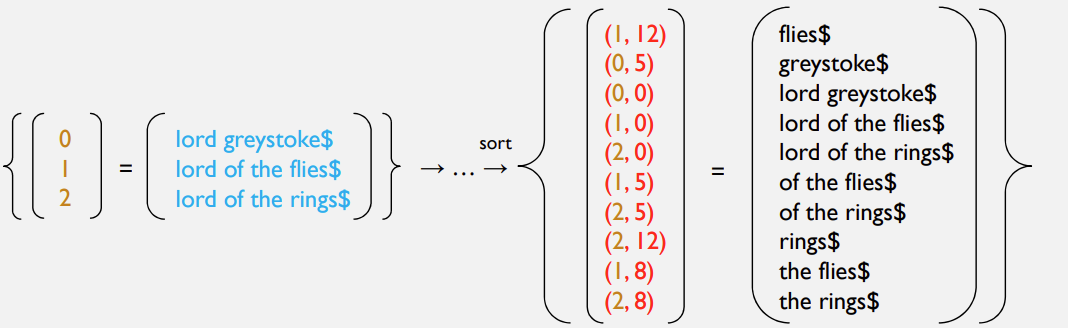 0 = lord greystoke$
1 lord of the flies$
2 lord of the rings$
→ ... → sort
(1, 12) flies$
(0, 5) greystoke$
(0, 0) lord greystoke$
(1, 0) lord of the flies$
(2, 0) lord of the rings$
=
(1, 5) of the flies$
(2, 5) of the rings$
(2, 12) rings$
(1, 8) the flies$
(2, 8) the rings$